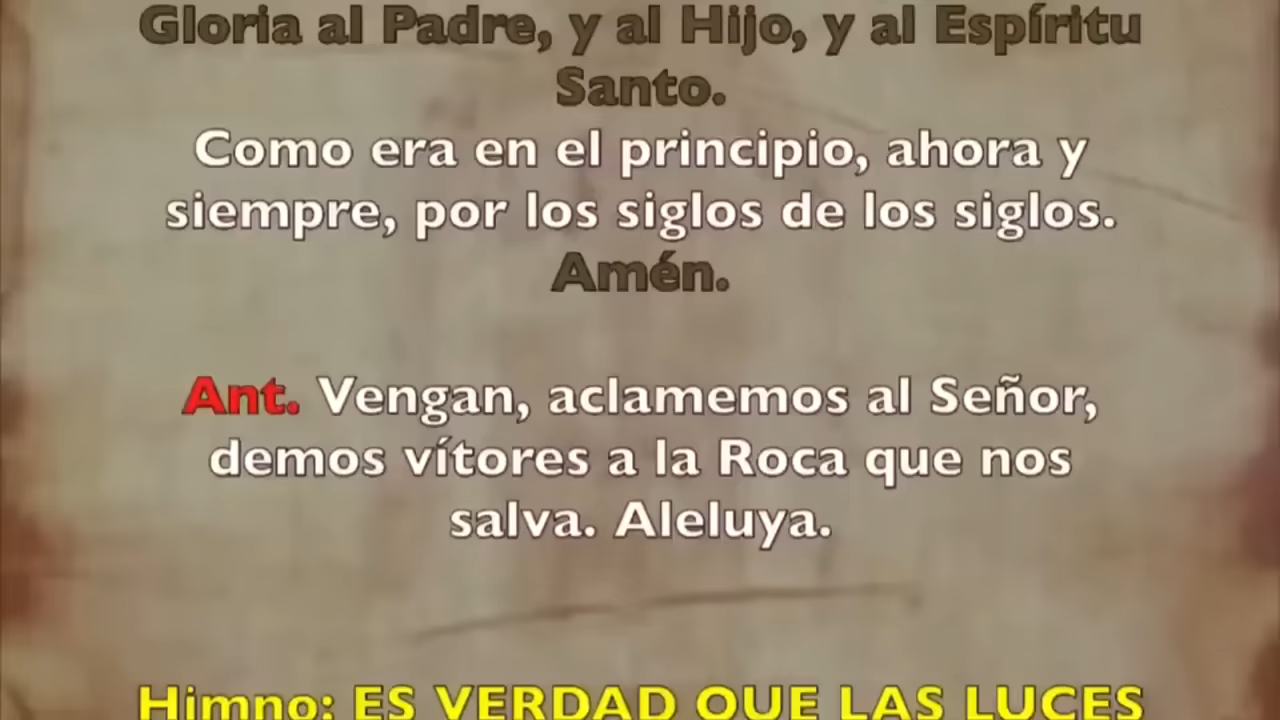 Gloria al Padre, y al Hijo, y al Espíritu
Santo.
Como era en el principio, ahora y
siempre, por los siglos de los siglos.
Amén.
Ant. Vengan, aclamemos al Señor,
demos vítores a la Roca que nos
salva. Aleluya.
Himno: ES VERDAD QUE LAS LUCES